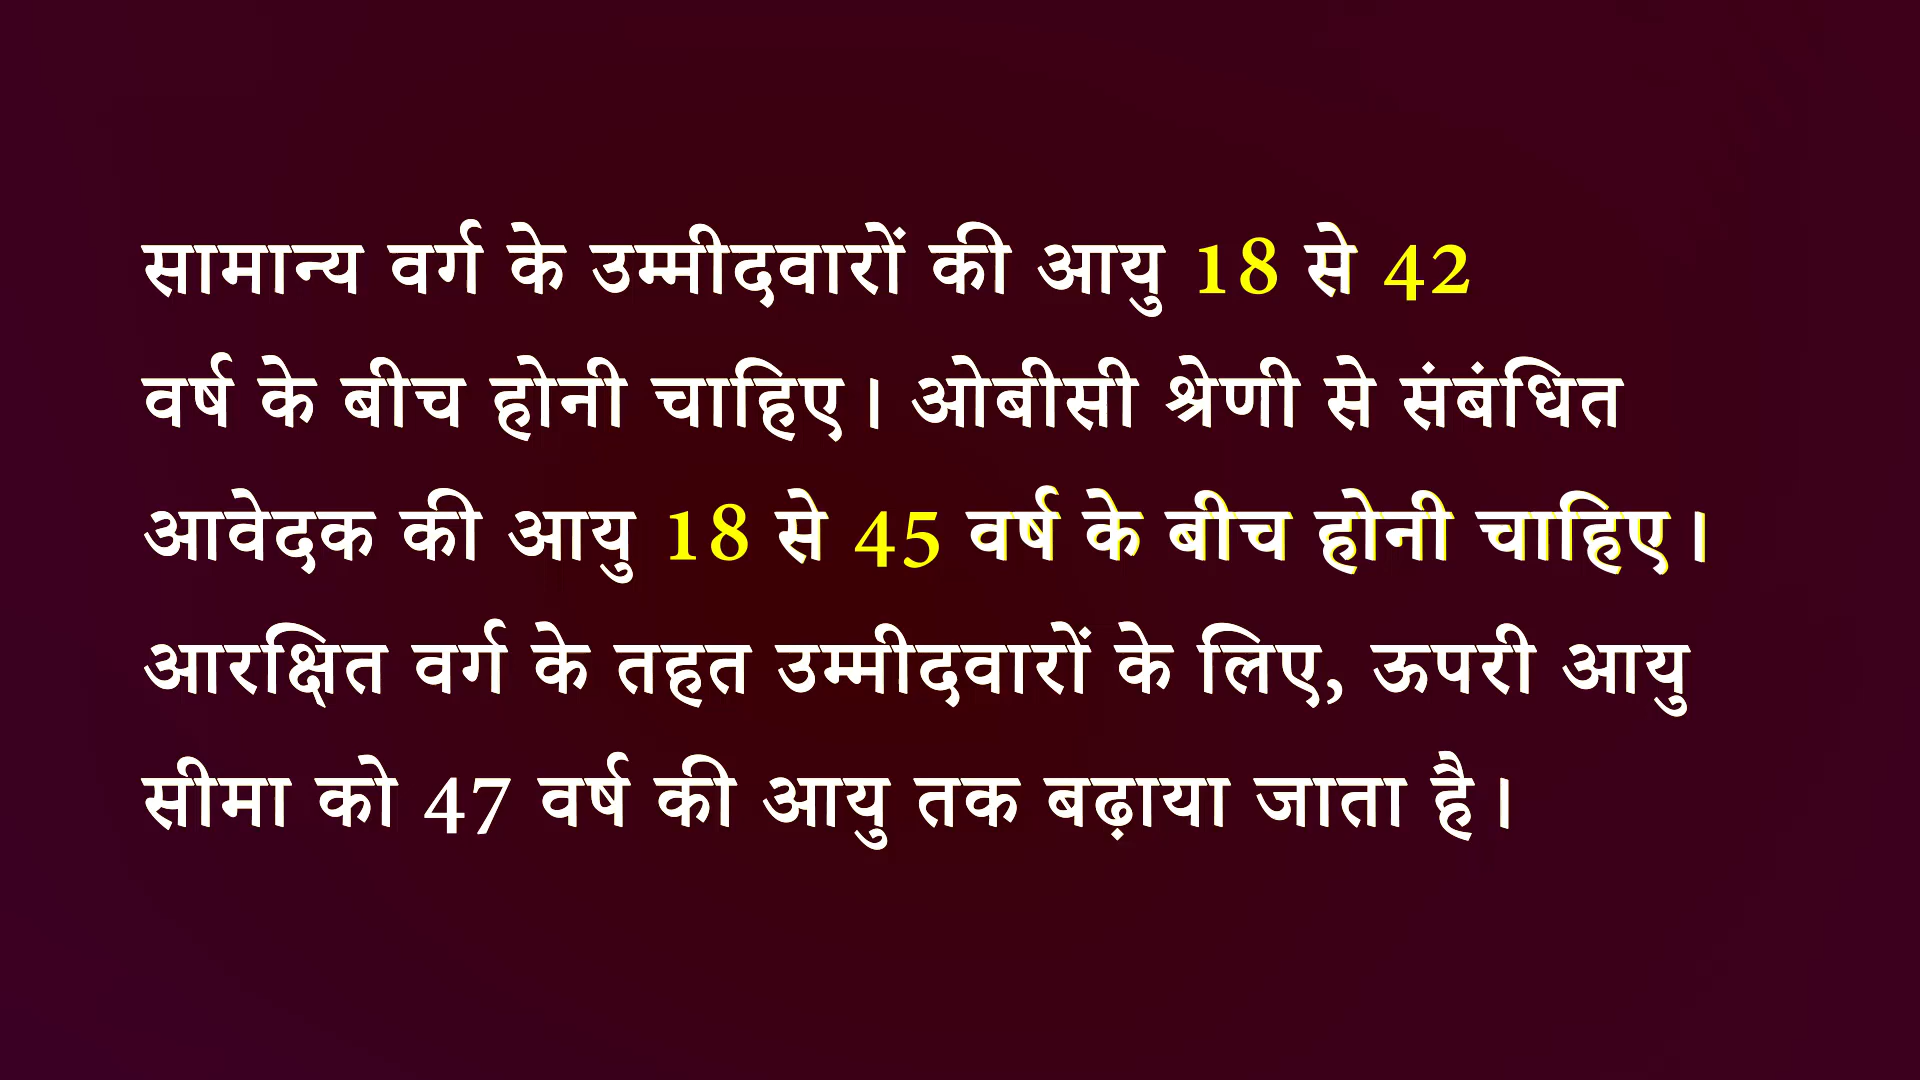 सामान्य वर्ग के उम्मीदवारों की आयु 18 से 42
वर्ष के बीच होनी चाहिए। ओबीसी श्रेणी से संबंधित
आवेदक की आयु 18 से 45 वर्ष के बीच होनी चाहिए।
आरक्षित वर्ग के तहत उम्मीदवारों के लिए, ऊपरी आयु
सीमा को 47 वर्ष की आयु तक बढ़ाया जाता है।